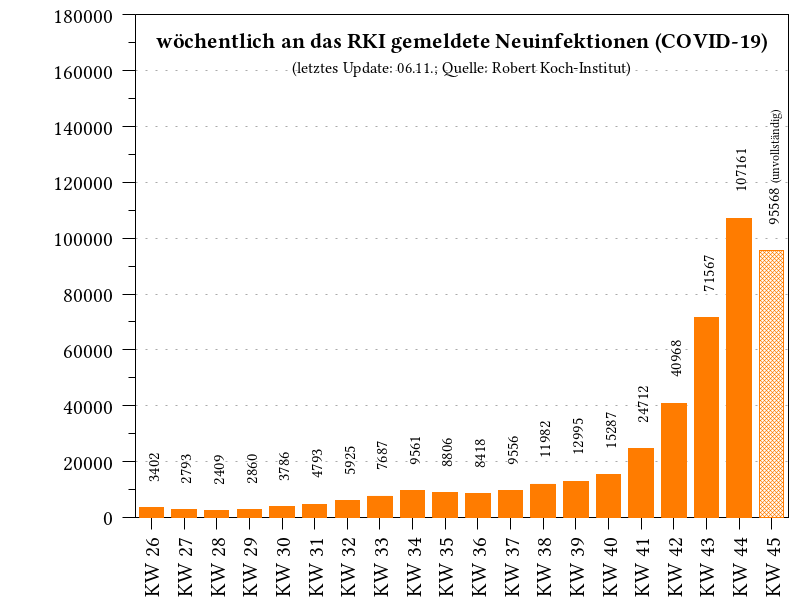 wöchentlich an das RKI gemeldete Neuinfektionen (COVID-19)
(letztes Update: 06.11.; Quelle: Robert Koch-Institut)
180000
160000
140000
120000
100000
80000
60000
40000
20000
0
3402
2793
2409
2860
3786
4793
5925
7687
9561
8806
8418
9556
11982
12995
15287
24712
40968
71567
107161
95568 (unvollständig)
KW 26
KW 27
KW 28
KW 29
KW 30
KW 31
KW 32
KW 33
KW 34
KW 35
KW 36
KW 37
KW 38
KW 39
KW 40
KW 41
KW 42
KW 43
KW 44
KW 45